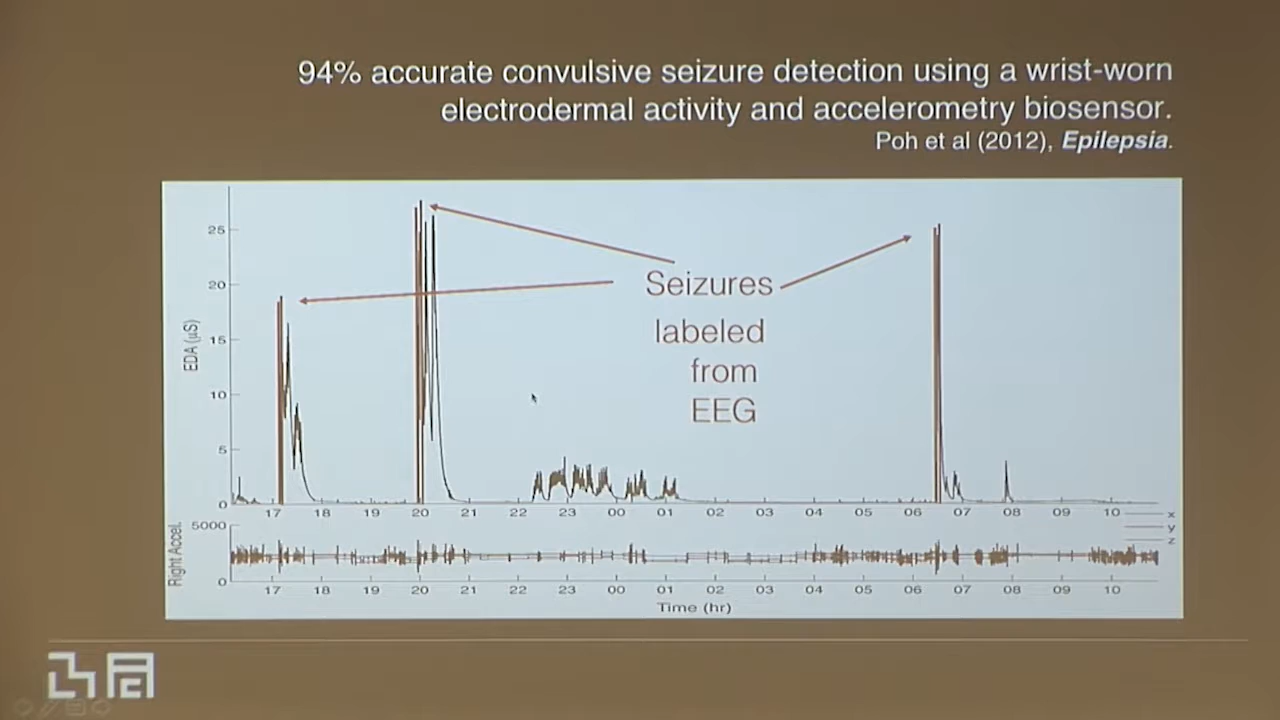 94% accurate convulsive seizure detection using a wrist-worn
electrodermal activity and accelerometry biosensor.
Poh et al (2012), Epilepsia.
25
20
15
10
5
0
EDA (µS)
Seizures
labeled
from
EEG
17 18 19 20 21 22 23 00 01 02 03 04 05 06 07 08 09 10
x
y
z
5000
0
Right Accel.
17 18 19 20 21 22 23 00 01 02 03 04 05 06 07 08 09 10
Time (hr)